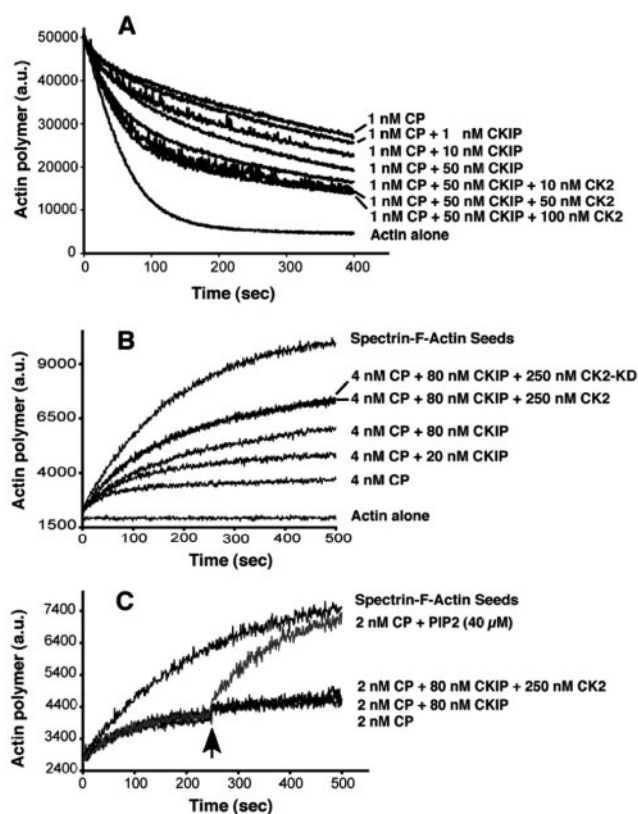 A
Actin polymer (a.u.)
50000
40000
30000
20000
10000
0
1 nM CP
1 nM CP + 1 nM CKIP
1 nM CP + 10 nM CKIP
1 nM CP + 50 nM CKIP
1 nM CP + 50 nM CKIP + 10 nM CK2
1 nM CP + 50 nM CKIP + 50 nM CK2
1 nM CP + 50 nM CKIP + 100 nM CK2
Actin alone
0 100 200 300 400
Time (sec)
B
Actin polymer (a.u.)
9000
6500
4000
1500
Spectrin-F-Actin Seeds
4 nM CP + 80 nM CKIP + 250 nM CK2-KD
4 nM CP + 80 nM CKIP + 250 nM CK2
4 nM CP + 80 nM CKIP
4 nM CP + 20 nM CKIP
4 nM CP
Actin alone
0 100 200 300 400 500
Time (sec)
C
Actin polymer (a.u.)
7400
6400
5400
4400
3400
2400
Spectrin-F-Actin Seeds
2 nM CP + PIP2 (40 µM)
2 nM CP + 80 nM CKIP + 250 nM CK2
2 nM CP + 80 nM CKIP
2 nM CP
0 100 200 300 400 500
Time (sec)